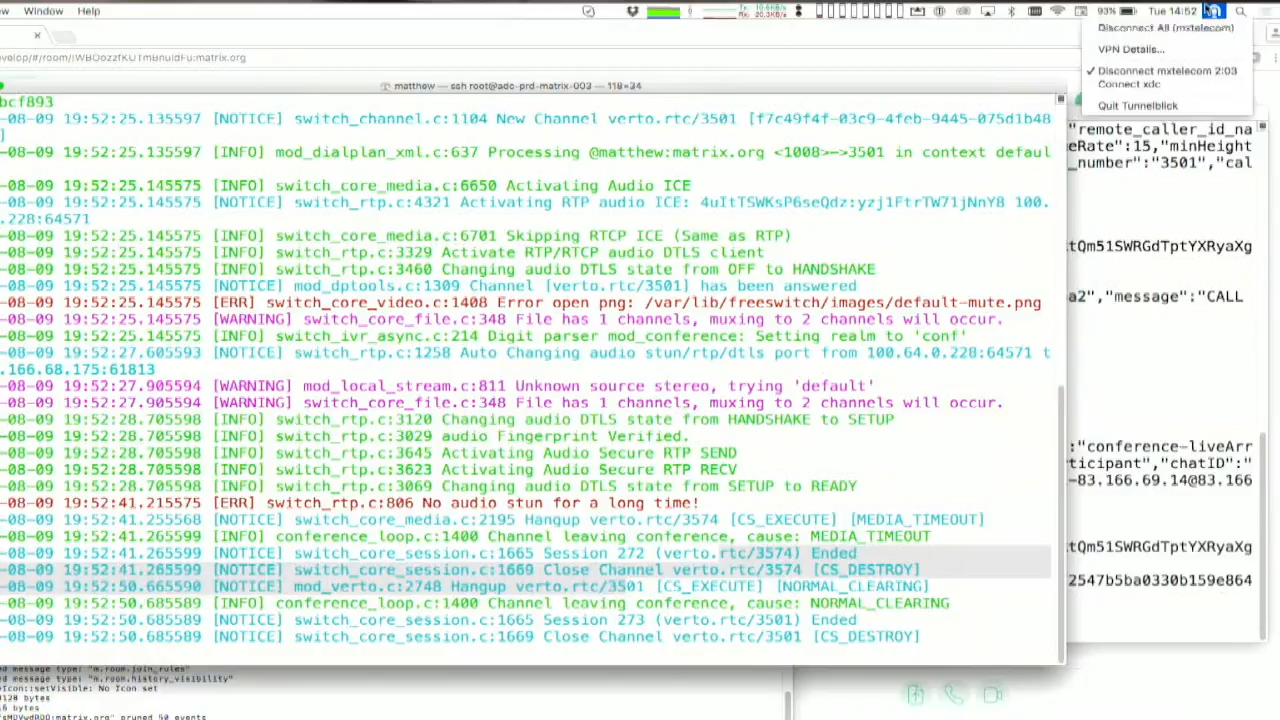 Window Help
93% Tue 14:52
Disconnect All (mxtelecom)
VPN Details...
✓ Disconnect mxtelecom 2:03
Connect xdc
Quit Tunnelblick
matthew — ssh root@adc-prd-matrix-003 — 118×34
bcf893
-08-09 19:52:25.135597 [NOTICE] switch_channel.c:1104 New Channel verto.rtc/3501 [f7c49f4f-03c9-4feb-9445-075d1b48
]
-08-09 19:52:25.135597 [INFO] mod_dialplan_xml.c:637 Processing @matthew:matrix.org <1008>->3501 in context defaul
-08-09 19:52:25.145575 [INFO] switch_core_media.c:6650 Activating Audio ICE
-08-09 19:52:25.145575 [NOTICE] switch_rtp.c:4321 Activating RTP audio ICE: 4uItTSWKsP6seQdz:yzj1FtrTW71jNnY8 100.
.228:64571
-08-09 19:52:25.145575 [INFO] switch_core_media.c:6701 Skipping RTCP ICE (Same as RTP)
-08-09 19:52:25.145575 [INFO] switch_rtp.c:3329 Activate RTP/RTCP audio DTLS client
-08-09 19:52:25.145575 [INFO] switch_rtp.c:3460 Changing audio DTLS state from OFF to HANDSHAKE
-08-09 19:52:25.145575 [NOTICE] mod_dptools.c:1309 Channel [verto.rtc/3501] has been answered
-08-09 19:52:25.145575 [ERR] switch_core_video.c:1408 Error open png: /var/lib/freeswitch/images/default-mute.png
-08-09 19:52:25.145575 [WARNING] switch_core_file.c:348 File has 1 channels, muxing to 2 channels will occur.
-08-09 19:52:25.145575 [INFO] switch_ivr_async.c:214 Digit parser mod_conference: Setting realm to 'conf'
-08-09 19:52:27.605593 [NOTICE] switch_rtp.c:1258 Auto Changing audio stun/rtp/dtls port from 100.64.0.228:64571 t
.166.68.175:61813
-08-09 19:52:27.905594 [WARNING] mod_local_stream.c:811 Unknown source stereo, trying 'default'
-08-09 19:52:27.905594 [WARNING] switch_core_file.c:348 File has 1 channels, muxing to 2 channels will occur.
-08-09 19:52:28.705598 [INFO] switch_rtp.c:3120 Changing audio DTLS state from HANDSHAKE to SETUP
-08-09 19:52:28.705598 [INFO] switch_rtp.c:3029 audio Fingerprint Verified.
-08-09 19:52:28.705598 [INFO] switch_rtp.c:3645 Activating Audio Secure RTP SEND
-08-09 19:52:28.705598 [INFO] switch_rtp.c:3623 Activating Audio Secure RTP RECV
-08-09 19:52:28.705598 [INFO] switch_rtp.c:3069 Changing audio DTLS state from SETUP to READY
-08-09 19:52:41.215575 [ERR] switch_rtp.c:806 No audio stun for a long time!
-08-09 19:52:41.255568 [NOTICE] switch_core_media.c:2195 Hangup verto.rtc/3574 [CS_EXECUTE] [MEDIA_TIMEOUT]
-08-09 19:52:41.265599 [INFO] conference_loop.c:1400 Channel leaving conference, cause: MEDIA_TIMEOUT
-08-09 19:52:41.265599 [NOTICE] switch_core_session.c:1665 Session 272 (verto.rtc/3574) Ended
-08-09 19:52:41.265599 [NOTICE] switch_core_session.c:1669 Close Channel verto.rtc/3574 [CS_DESTROY]
-08-09 19:52:50.665590 [NOTICE] mod_verto.c:2748 Hangup verto.rtc/3501 [CS_EXECUTE] [NORMAL_CLEARING]
-08-09 19:52:50.685589 [INFO] conference_loop.c:1400 Channel leaving conference, cause: NORMAL_CLEARING
-08-09 19:52:50.685589 [NOTICE] switch_core_session.c:1665 Session 273 (verto.rtc/3501) Ended
-08-09 19:52:50.685589 [NOTICE] switch_core_session.c:1669 Close Channel verto.rtc/3501 [CS_DESTROY]
"remote_caller_id_na
eRate":15,"minHeight
_number":"3501","cal
tQm51SWRGdTptYXRyaXg
a2","message":"CALL
:"conference-liveArr
ticipant","chatID":"
-83.166.69.14@83.166
tQm51SWRGdTptYXRyaXg
2547b5ba0330b159e864
ed message type: "m.room.join_rules"
ed message type: "m.room.history_visibility"
eIcon::setVisible: No Icon set
pruned 50 events